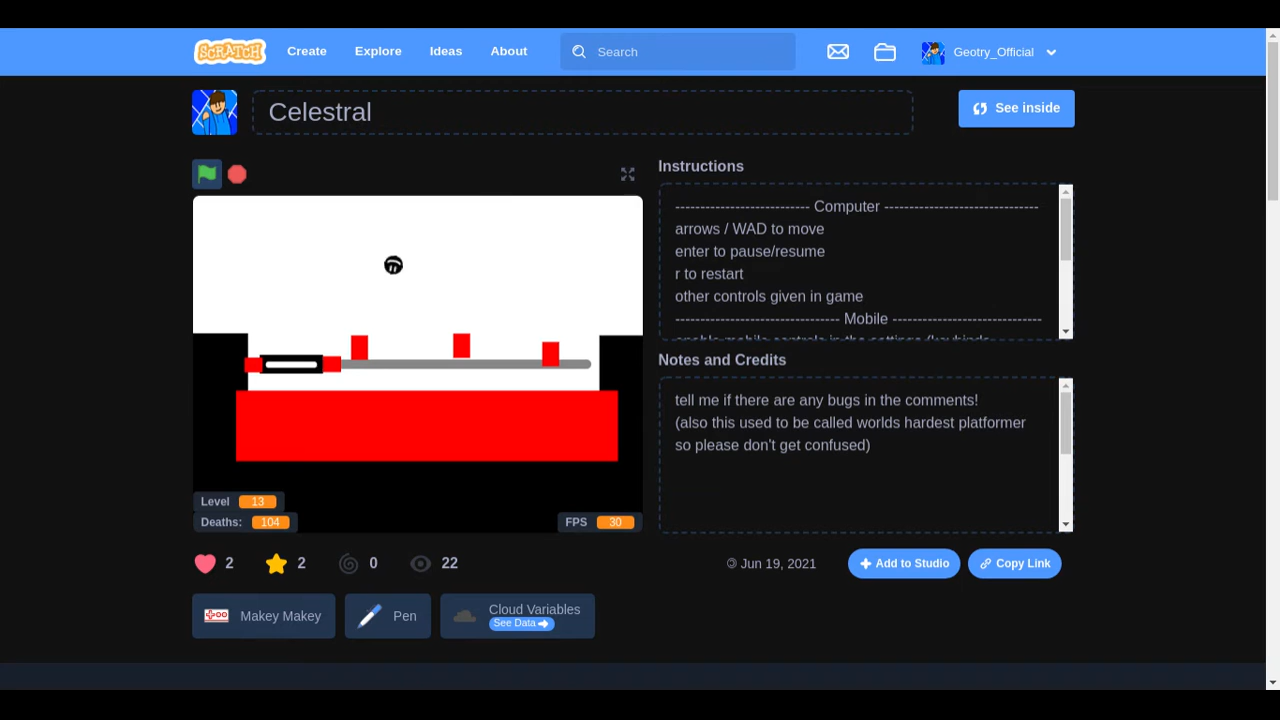 SCRATCH
Create
Explore
Ideas
About
Search
Geotry_Official
Celestral
See inside
Instructions
--------------------------- Computer -------------------------------
arrows / WAD to move
enter to pause/resume
r to restart
other controls given in game
--------------------------------- Mobile ------------------------------
Notes and Credits
tell me if there are any bugs in the comments!
(also this used to be called worlds hardest platformer
so please don't get confused)
Level 13
Deaths: 104
FPS 30
2
2
0
22
Jun 19, 2021
Add to Studio
Copy Link
Makey Makey
Pen
Cloud Variables
See Data